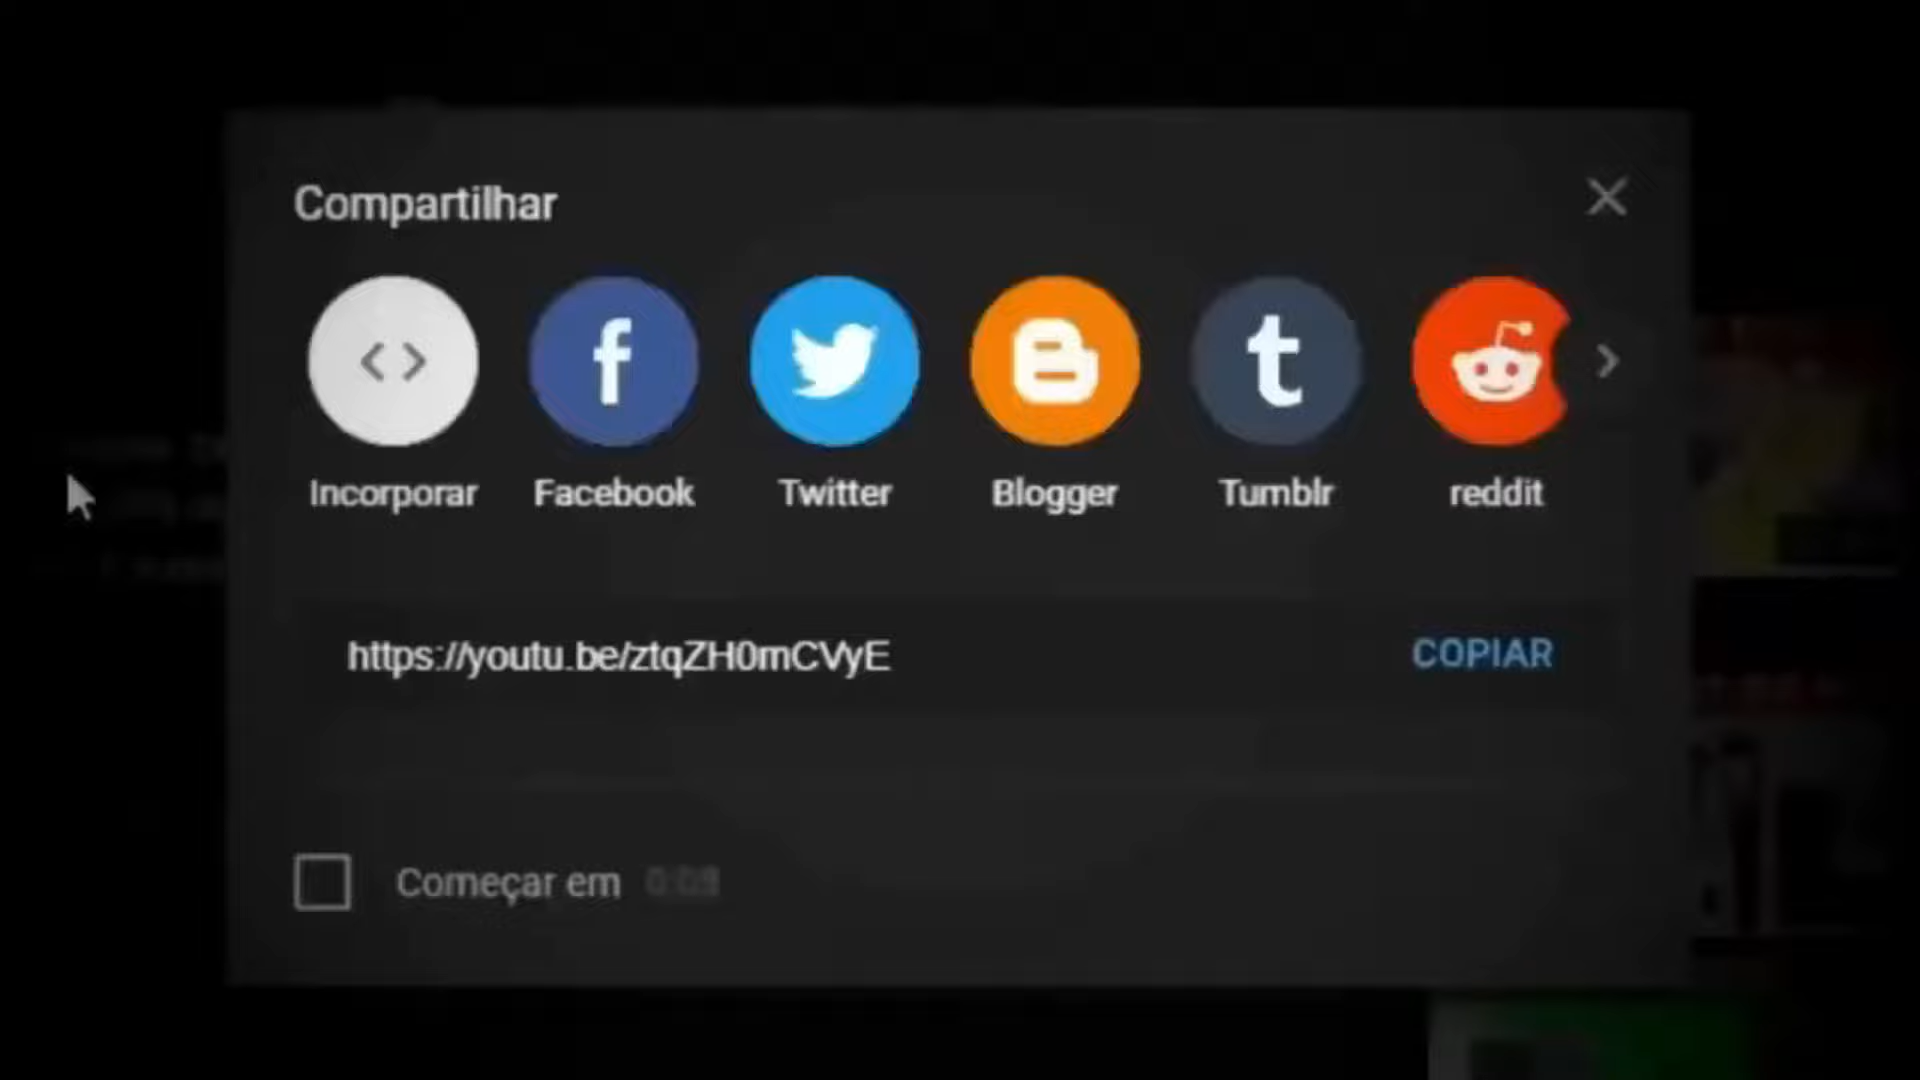 Compartilhar
Incorporar
Facebook
Twitter
Blogger
Tumblr
reddit
https://youtu.be/ztqZH0mCVyE
COPIAR
Começar em